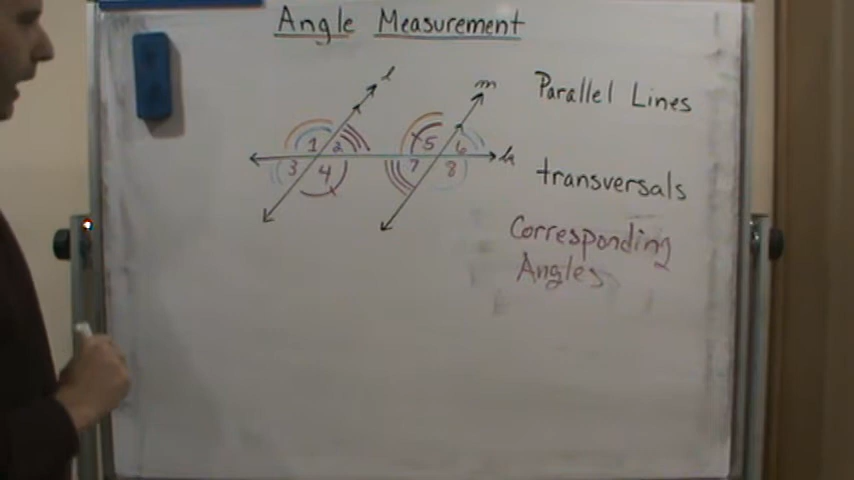 Angle Measurement
l
m
Parallel Lines
1 2 5 6
k
3 4 7 8
transversals
Corresponding
Angles